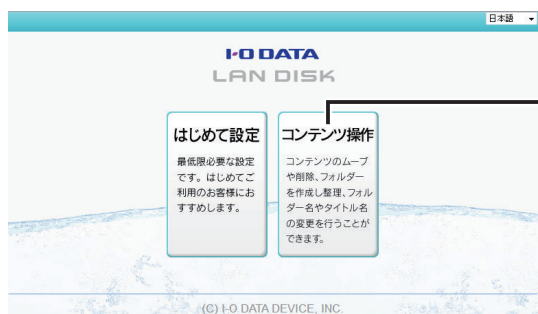 日本語
I-O DATA
LAN DISK
はじめて設定
最低限必要な設定
です。はじめてご
利用のお客様にお
すすめします。
コンテンツ操作
コンテンツのムーブ
や削除、フォルダー
を作成し整理、フォル
ダー名やタイトル名
の変更を行うことが
できます。
(C) I-O DATA DEVICE, INC.